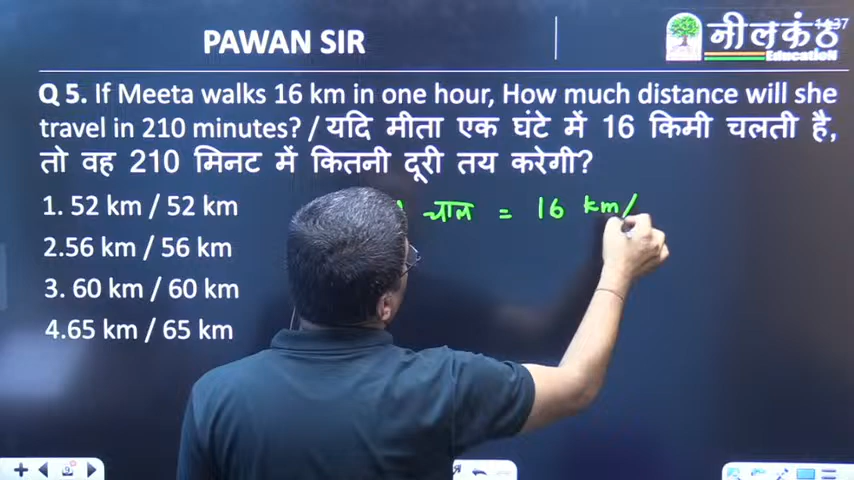 PAWAN SIR
नीलकंठ
EducatioN
Q 5. If Meeta walks 16 km in one hour, How much distance will she
travel in 210 minutes? / यदि मीता एक घंटे में 16 किमी चलती है,
तो वह 210 मिनट में कितनी दूरी तय करेगी?
1. 52 km / 52 km
चाल = 16 km/
2.56 km / 56 km
3. 60 km / 60 km
4.65 km / 65 km